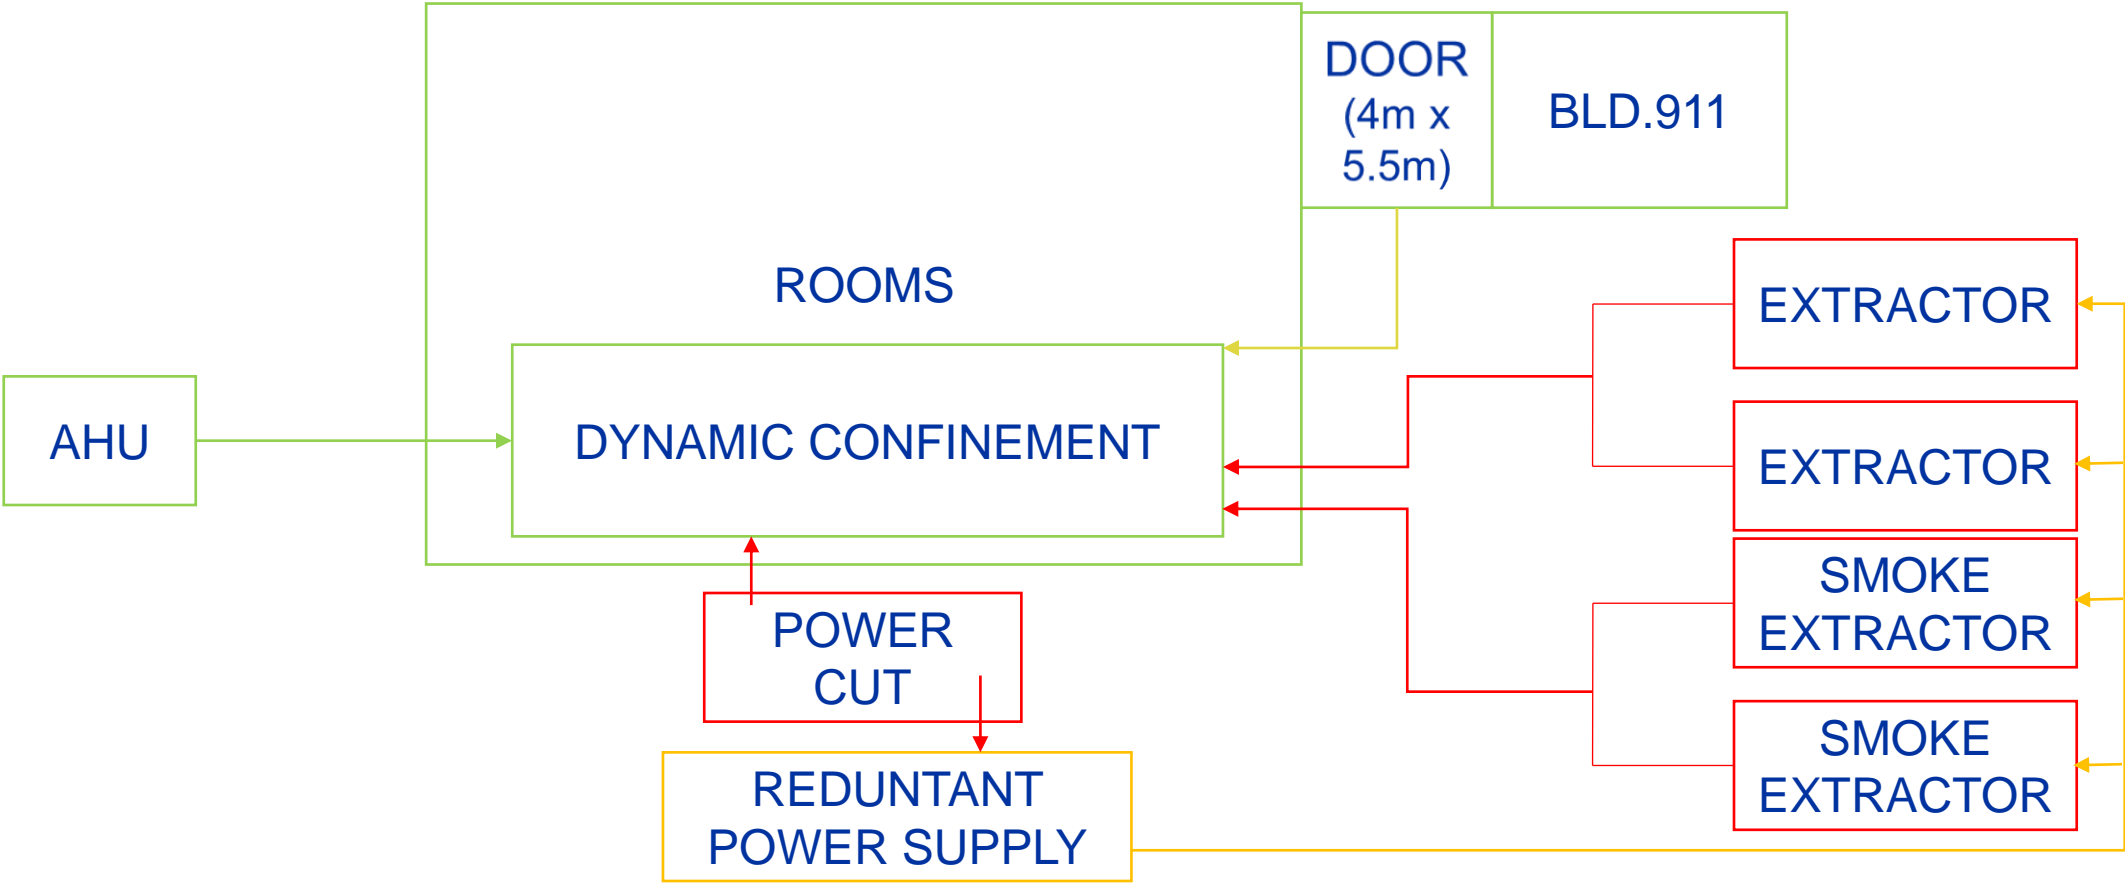 DOOR
(4m x
5.5m)
BLD.911
ROOMS
EXTRACTOR
AHU
DYNAMIC CONFINEMENT
EXTRACTOR
SMOKE
EXTRACTOR
POWER
CUT
SMOKE
EXTRACTOR
REDUNTANT
POWER SUPPLY